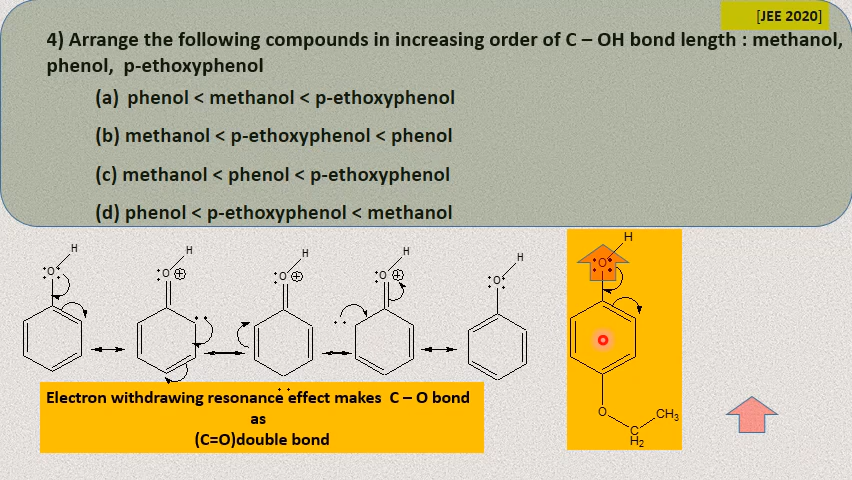 [JEE 2020]
4) Arrange the following compounds in increasing order of C – OH bond length : methanol,
phenol, p-ethoxyphenol
(a) phenol < methanol < p-ethoxyphenol
(b) methanol < p-ethoxyphenol < phenol
(c) methanol < phenol < p-ethoxyphenol
(d) phenol < p-ethoxyphenol < methanol
H
O
H
O
H
O
H
O
H
O
H
O
O
CH3
C
H2
Electron withdrawing resonance effect makes C – O bond
as
(C=O)double bond